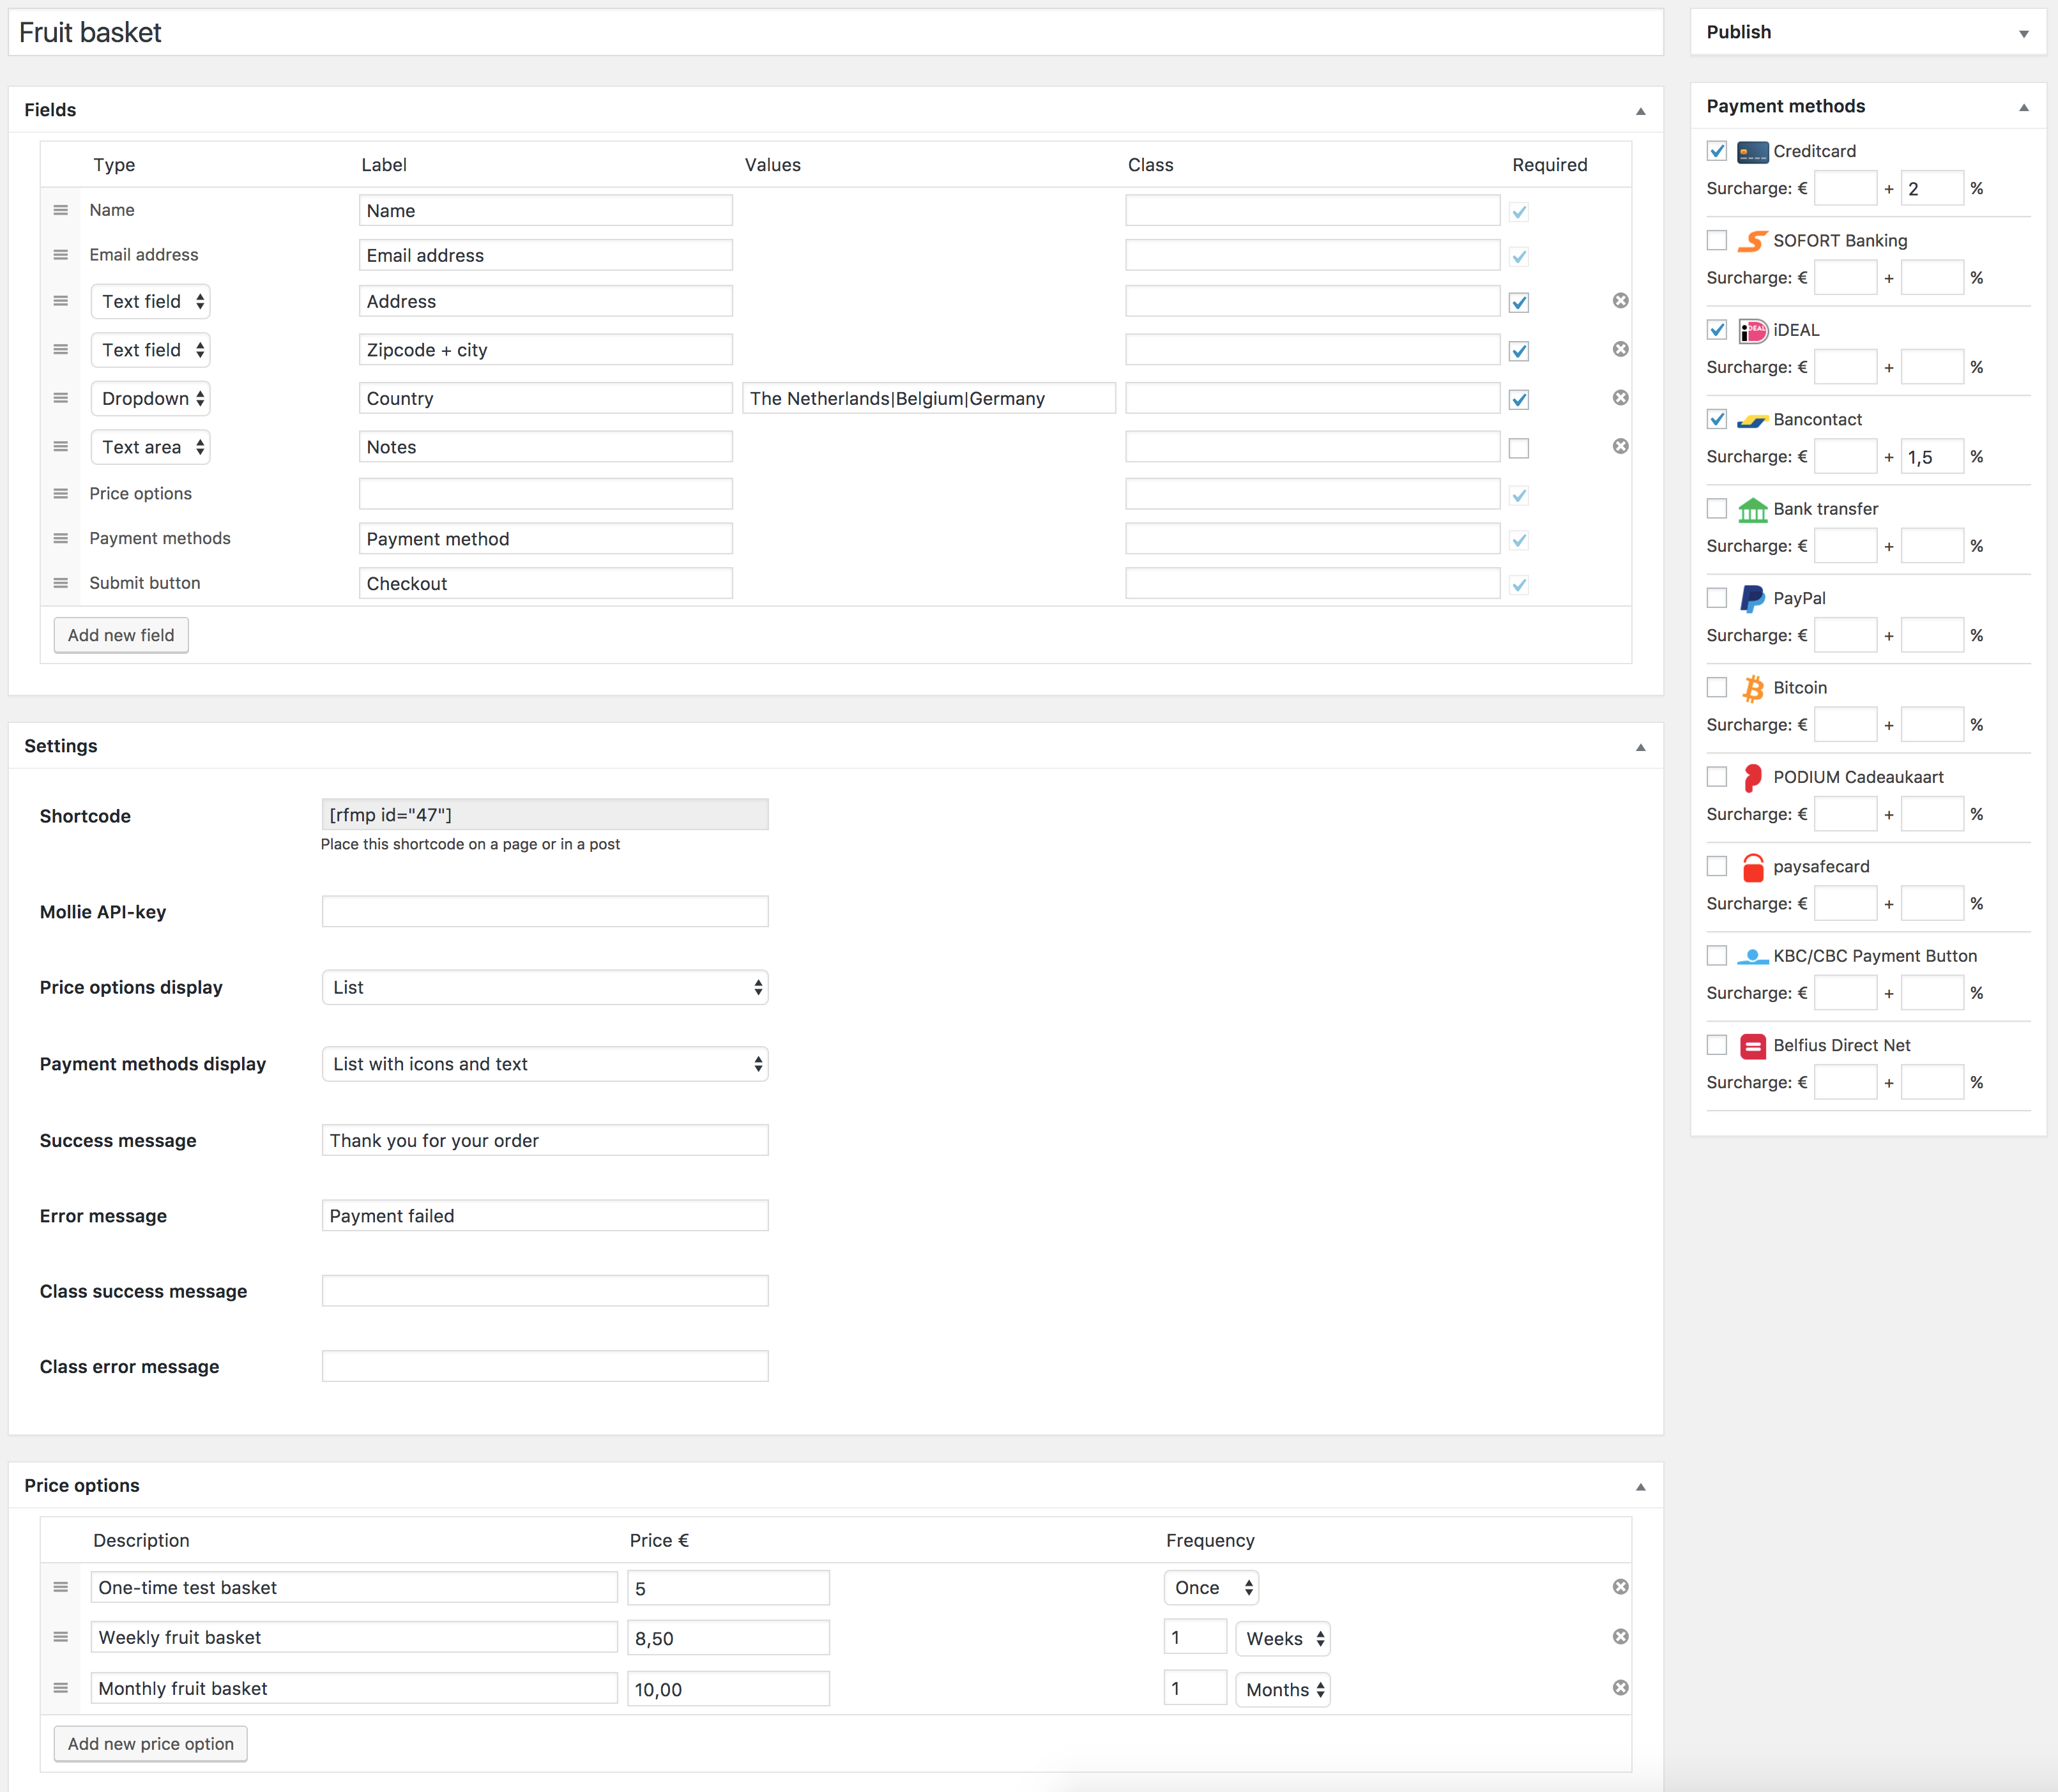 Fruit basket
Fields
Type Label Values Class Required
Name Name
Email address Email address
Text field Address
Text field Zipcode + city
Dropdown Country The Netherlands|Belgium|Germany
Text area Notes
Price options
Payment methods Payment method
Submit button Checkout
Add new field
Settings
Shortcode [rfmp id="47"]
Place this shortcode on a page or in a post
Mollie API-key
Price options display List
Payment methods display List with icons and text
Success message Thank you for your order
Error message Payment failed
Class success message
Class error message
Price options
Description Price € Frequency
One-time test basket 5 Once
Weekly fruit basket 8,50 1 Weeks
Monthly fruit basket 10,00 1 Months
Add new price option
Publish
Payment methods
Creditcard
Surcharge: € + 2 %
SOFORT Banking
Surcharge: € + %
iDEAL
Surcharge: € + %
Bancontact
Surcharge: € + 1,5 %
Bank transfer
Surcharge: € + %
PayPal
Surcharge: € + %
Bitcoin
Surcharge: € + %
PODIUM Cadeaukaart
Surcharge: € + %
paysafecard
Surcharge: € + %
KBC/CBC Payment Button
Surcharge: € + %
Belfius Direct Net
Surcharge: € + %